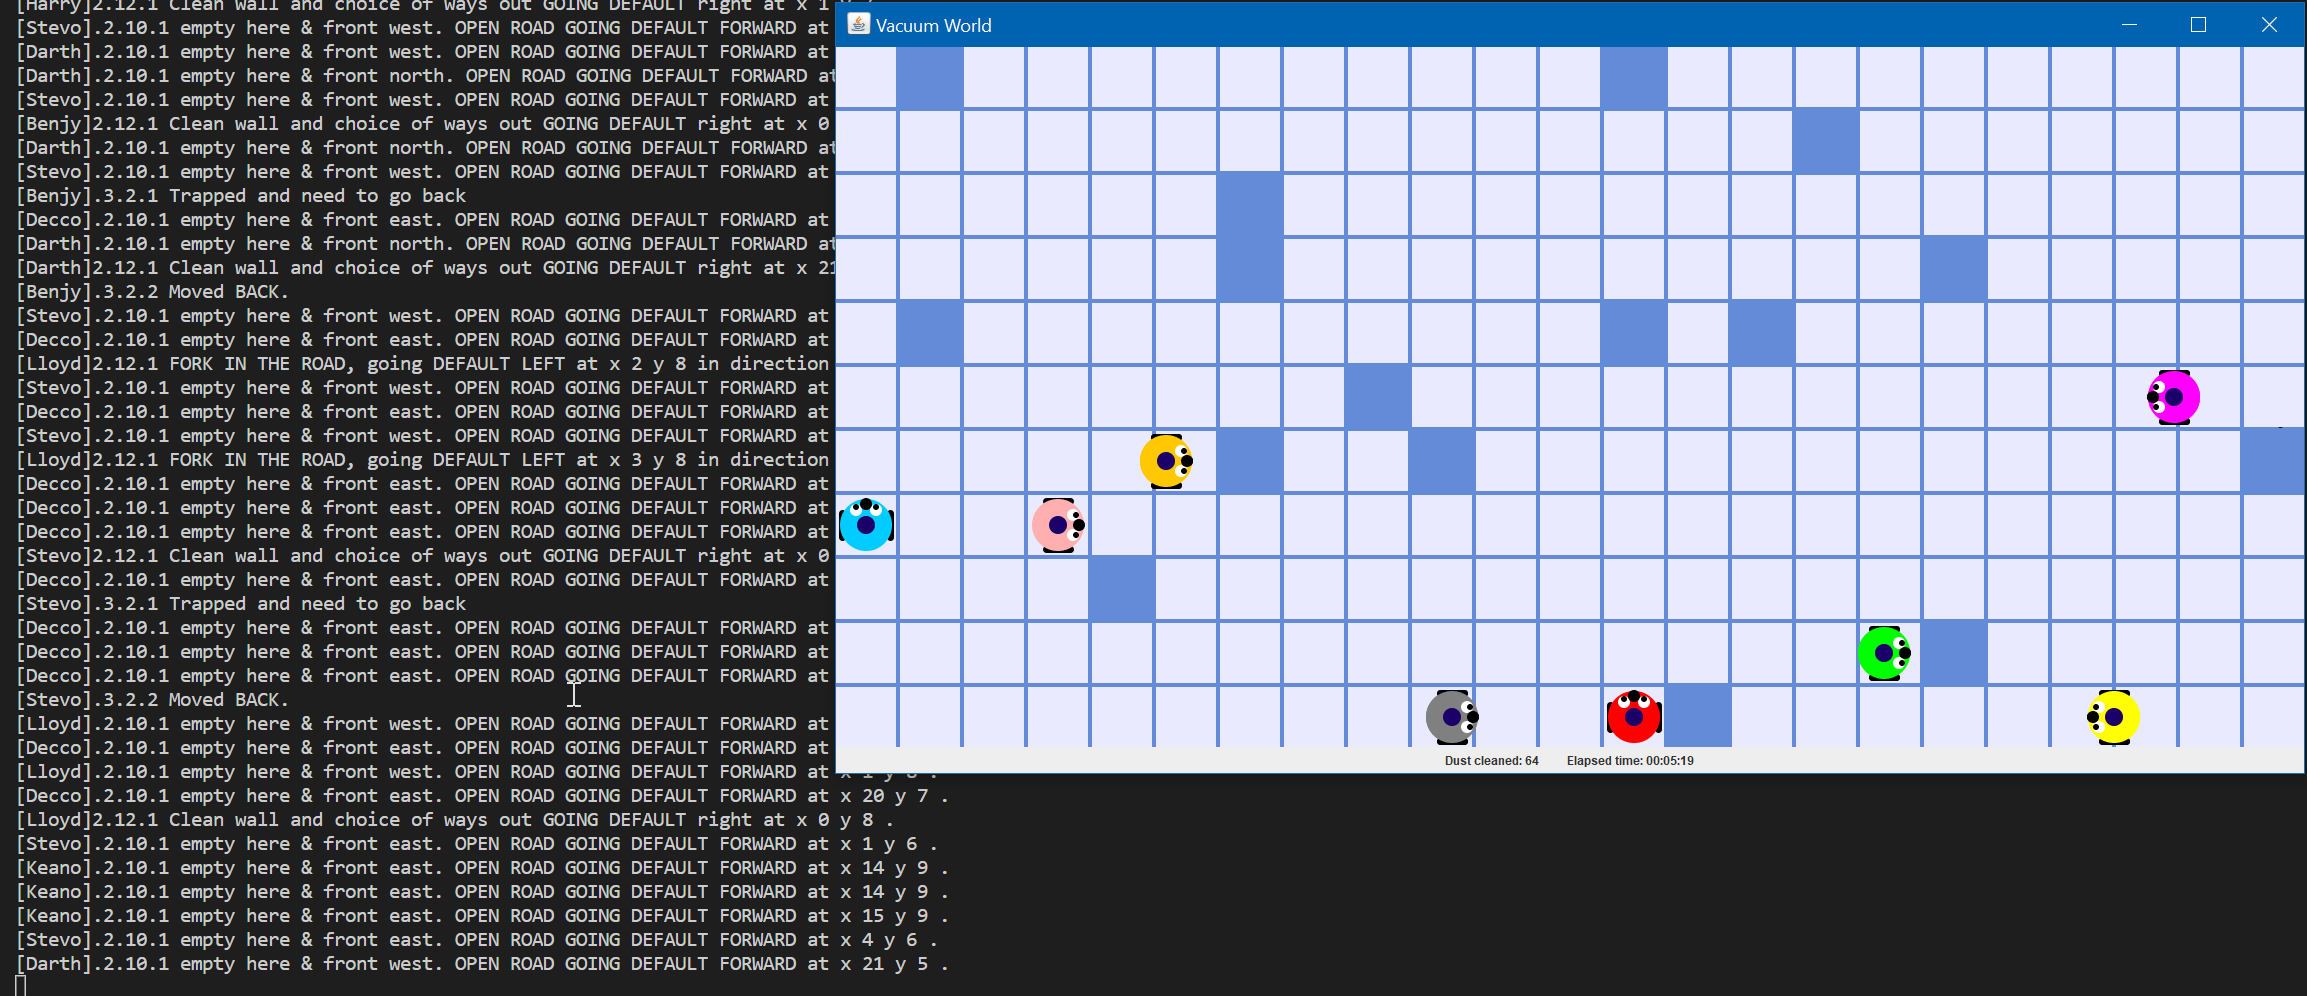 [Harry]2.12.1 Clean wall and choice of ways out GOING DEFAULT right at x 1
[Stevo].2.10.1 empty here & front west. OPEN ROAD GOING DEFAULT FORWARD at
[Darth].2.10.1 empty here & front west. OPEN ROAD GOING DEFAULT FORWARD at
[Darth].2.10.1 empty here & front north. OPEN ROAD GOING DEFAULT FORWARD at
[Stevo].2.10.1 empty here & front west. OPEN ROAD GOING DEFAULT FORWARD at
[Benjy]2.12.1 Clean wall and choice of ways out GOING DEFAULT right at x 0
[Darth].2.10.1 empty here & front north. OPEN ROAD GOING DEFAULT FORWARD at
[Stevo].2.10.1 empty here & front west. OPEN ROAD GOING DEFAULT FORWARD at
[Benjy].3.2.1 Trapped and need to go back
[Decco].2.10.1 empty here & front east. OPEN ROAD GOING DEFAULT FORWARD at
[Darth].2.10.1 empty here & front north. OPEN ROAD GOING DEFAULT FORWARD at
[Darth]2.12.1 Clean wall and choice of ways out GOING DEFAULT right at x 21
[Benjy].3.2.2 Moved BACK.
[Stevo].2.10.1 empty here & front west. OPEN ROAD GOING DEFAULT FORWARD at
[Decco].2.10.1 empty here & front east. OPEN ROAD GOING DEFAULT FORWARD at
[Lloyd]2.12.1 FORK IN THE ROAD, going DEFAULT LEFT at x 2 y 8 in direction
[Stevo].2.10.1 empty here & front west. OPEN ROAD GOING DEFAULT FORWARD at
[Decco].2.10.1 empty here & front east. OPEN ROAD GOING DEFAULT FORWARD at
[Stevo].2.10.1 empty here & front west. OPEN ROAD GOING DEFAULT FORWARD at
[Lloyd]2.12.1 FORK IN THE ROAD, going DEFAULT LEFT at x 3 y 8 in direction
[Decco].2.10.1 empty here & front east. OPEN ROAD GOING DEFAULT FORWARD at
[Decco].2.10.1 empty here & front east. OPEN ROAD GOING DEFAULT FORWARD at
[Decco].2.10.1 empty here & front east. OPEN ROAD GOING DEFAULT FORWARD at
[Stevo]2.12.1 Clean wall and choice of ways out GOING DEFAULT right at x 0
[Decco].2.10.1 empty here & front east. OPEN ROAD GOING DEFAULT FORWARD at
[Stevo].3.2.1 Trapped and need to go back
[Decco].2.10.1 empty here & front east. OPEN ROAD GOING DEFAULT FORWARD at
[Decco].2.10.1 empty here & front east. OPEN ROAD GOING DEFAULT FORWARD at
[Decco].2.10.1 empty here & front east. OPEN ROAD GOING DEFAULT FORWARD at
[Stevo].3.2.2 Moved BACK.
[Lloyd].2.10.1 empty here & front west. OPEN ROAD GOING DEFAULT FORWARD at
[Decco].2.10.1 empty here & front east. OPEN ROAD GOING DEFAULT FORWARD at
[Lloyd].2.10.1 empty here & front west. OPEN ROAD GOING DEFAULT FORWARD at x 1 y 8 .
[Decco].2.10.1 empty here & front east. OPEN ROAD GOING DEFAULT FORWARD at x 20 y 7 .
[Lloyd]2.12.1 Clean wall and choice of ways out GOING DEFAULT right at x 0 y 8 .
[Stevo].2.10.1 empty here & front east. OPEN ROAD GOING DEFAULT FORWARD at x 1 y 6 .
[Keano].2.10.1 empty here & front east. OPEN ROAD GOING DEFAULT FORWARD at x 14 y 9 .
[Keano].2.10.1 empty here & front east. OPEN ROAD GOING DEFAULT FORWARD at x 14 y 9 .
[Keano].2.10.1 empty here & front east. OPEN ROAD GOING DEFAULT FORWARD at x 15 y 9 .
[Stevo].2.10.1 empty here & front east. OPEN ROAD GOING DEFAULT FORWARD at x 4 y 6 .
[Darth].2.10.1 empty here & front west. OPEN ROAD GOING DEFAULT FORWARD at x 21 y 5 .
Vacuum World
Dust cleaned: 64 Elapsed time: 00:05:19